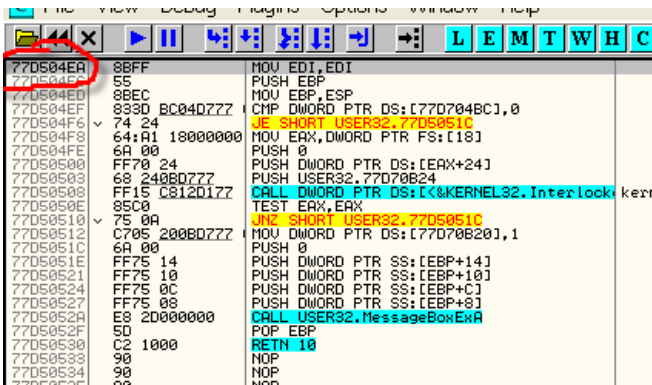 File View Debug Plugins Options Window Help
L E M T W H C
77D504EA 8BFF MOV EDI,EDI
77D504EC 55 PUSH EBP
77D504ED 8BEC MOV EBP,ESP
77D504EF 833D BC04D777 CMP DWORD PTR DS:[77D704BC],0
77D504F6 74 24 JE SHORT USER32.77D5051C
77D504F8 64:A1 18000000 MOV EAX,DWORD PTR FS:[18]
77D504FE 6A 00 PUSH 0
77D50500 FF70 24 PUSH DWORD PTR DS:[EAX+24]
77D50503 68 240BD777 PUSH USER32.77D70B24
77D50508 FF15 C812D177 CALL DWORD PTR DS:[<&KERNEL32.Interlock kern
77D5050E 85C0 TEST EAX,EAX
77D50510 75 0A JNZ SHORT USER32.77D5051C
77D50512 C705 200BD777 MOV DWORD PTR DS:[77D70B20],1
77D5051C 6A 00 PUSH 0
77D5051E FF75 14 PUSH DWORD PTR SS:[EBP+14]
77D50521 FF75 10 PUSH DWORD PTR SS:[EBP+10]
77D50524 FF75 0C PUSH DWORD PTR SS:[EBP+C]
77D50527 FF75 08 PUSH DWORD PTR SS:[EBP+8]
77D5052A E8 2D000000 CALL USER32.MessageBoxExA
77D5052F 5D POP EBP
77D50530 C2 1000 RETN 10
77D50533 90 NOP
77D50534 90 NOP
77D50535 90 NOP